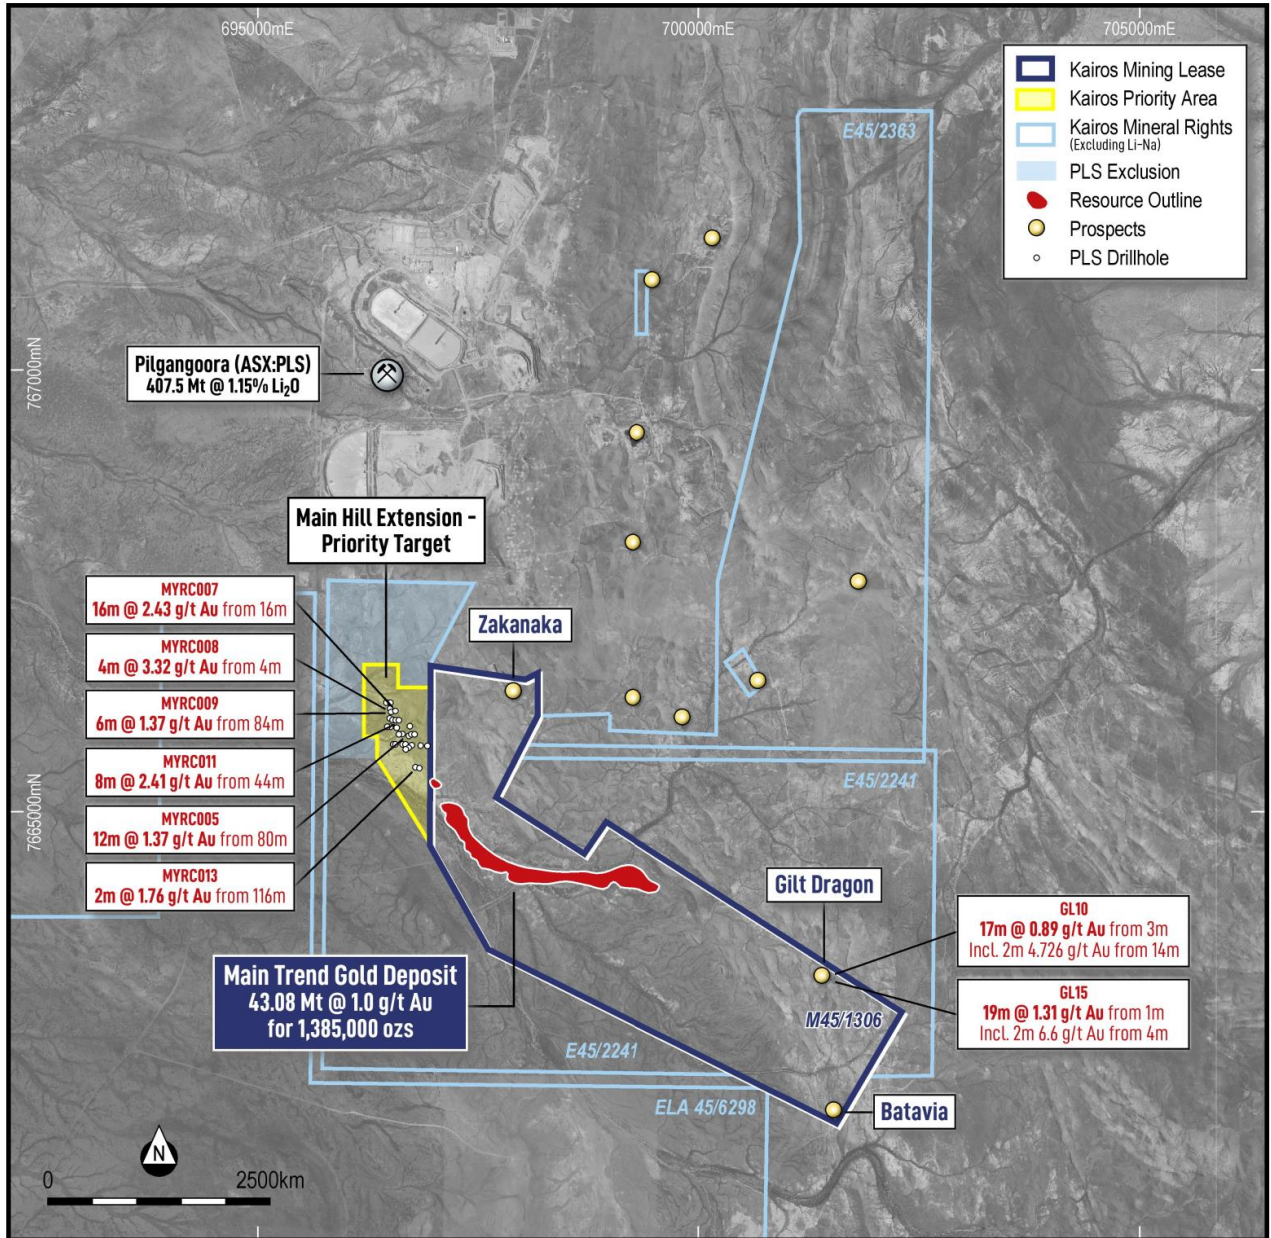 695000mE
700000mE
705000mE
Kairos Mining Lease
Kairos Priority Area
Kairos Mineral Rights
(Excluding Li-Na)
PLS Exclusion
Resource Outline
Prospects
PLS Drillhole
E45/2363
767000mN
Pilgangoora (ASX:PLS)
407.5 Mt @ 1.15% Li₂O
Main Hill Extension -
Priority Target
MYRC007
16m @ 2.43 g/t Au from 16m
MYRC008
4m @ 3.32 g/t Au from 4m
MYRC009
6m @ 1.37 g/t Au from 84m
MYRC011
8m @ 2.41 g/t Au from 44m
MYRC005
12m @ 1.37 g/t Au from 80m
MYRC013
2m @ 1.76 g/t Au from 116m
Zakanaka
E45/2241
7665000mN
Gilt Dragon
GL10
17m @ 0.89 g/t Au from 3m
Incl. 2m 4.726 g/t Au from 14m
GL15
19m @ 1.31 g/t Au from 1m
Incl. 2m 6.6 g/t Au from 4m
Main Trend Gold Deposit
43.08 Mt @ 1.0 g/t Au
for 1,385,000 ozs
M45/1306
E45/2241
ELA 45/6298
Batavia
N
0
2500km